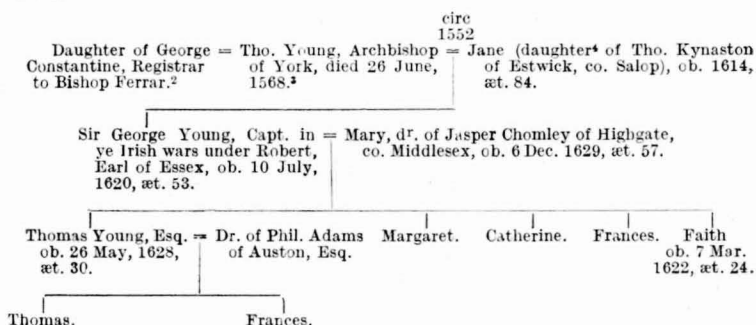 circ
1552
Daughter of George = Tho. Young, Archbishop = Jane (daughter⁴ of Tho. Kynaston
Constantine, Registrar of York, died 26 June, of Estwick, co. Salop), ob. 1614,
to Bishop Ferrar.² 1568.³ æt. 84.
Sir George Young, Capt. in = Mary, dr. of Jasper Chomley of Highgate,
ye Irish wars under Robert, co. Middlesex, ob. 6 Dec. 1629, æt. 57.
Earl of Essex, ob. 10 July,
1620, æt. 53.
Thomas Young, Esq. = Dr. of Phil. Adams Margaret. Catherine. Frances. Faith
ob. 26 May, 1628, of Auston, Esq. ob. 7 Mar.
æt. 30. 1622, æt. 24.
Thomas. Frances.